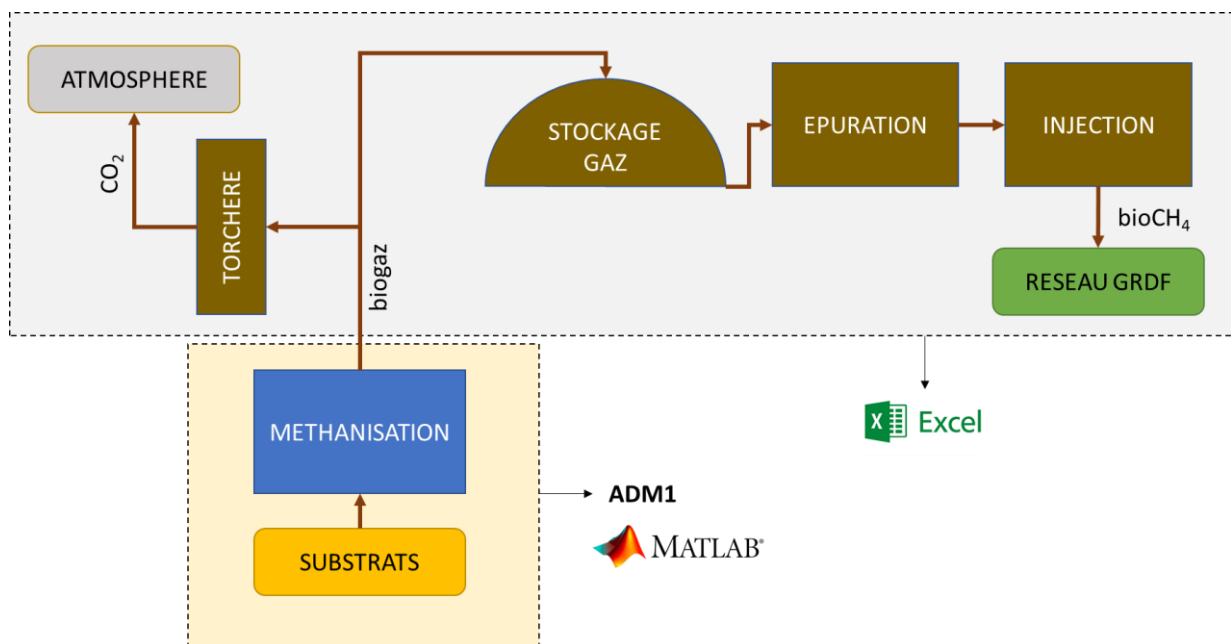 ATMOSPHERE
CO₂
TORCHERE
biogaz
STOCKAGE
GAZ
EPURATION
INJECTION
bioCH₄
RESEAU GRDF
METHANISATION
SUBSTRATS
ADM1
MATLAB®
X Excel